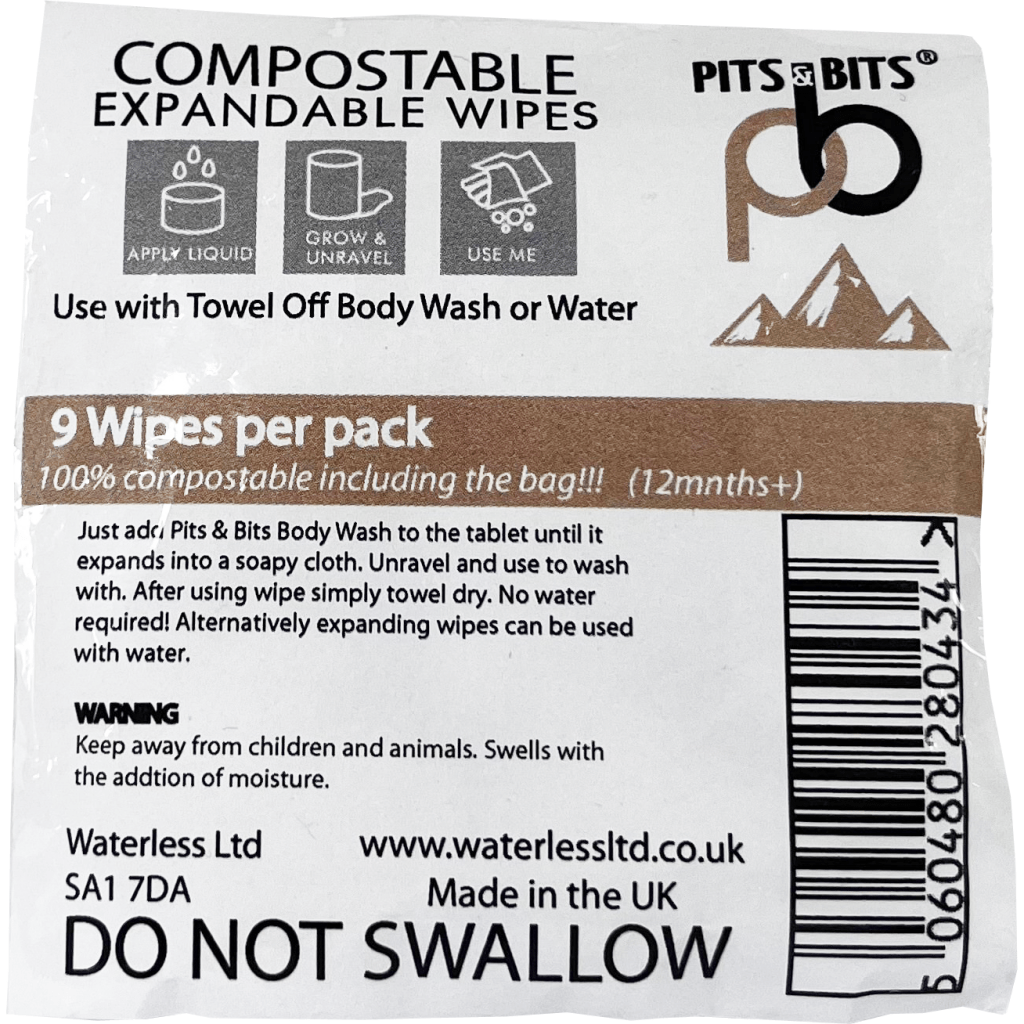 COMPOSTABLE
EXPANDABLE WIPES
PITS & BITS®
pb
APPLY LIQUID
GROW &
UNRAVEL
USE ME
Use with Towel Off Body Wash or Water
9 Wipes per pack
100% compostable including the bag!!! (12mnths+)
Just add Pits & Bits Body Wash to the tablet until it
expands into a soapy cloth. Unravel and use to wash
with. After using wipe simply towel dry. No water
required! Alternatively expanding wipes can be used
with water.
WARNING
Keep away from children and animals. Swells with
the addtion of moisture.
Waterless Ltd
www.waterlessltd.co.uk
SA1 7DA
Made in the UK
DO NOT SWALLOW
5 060480 280434 >